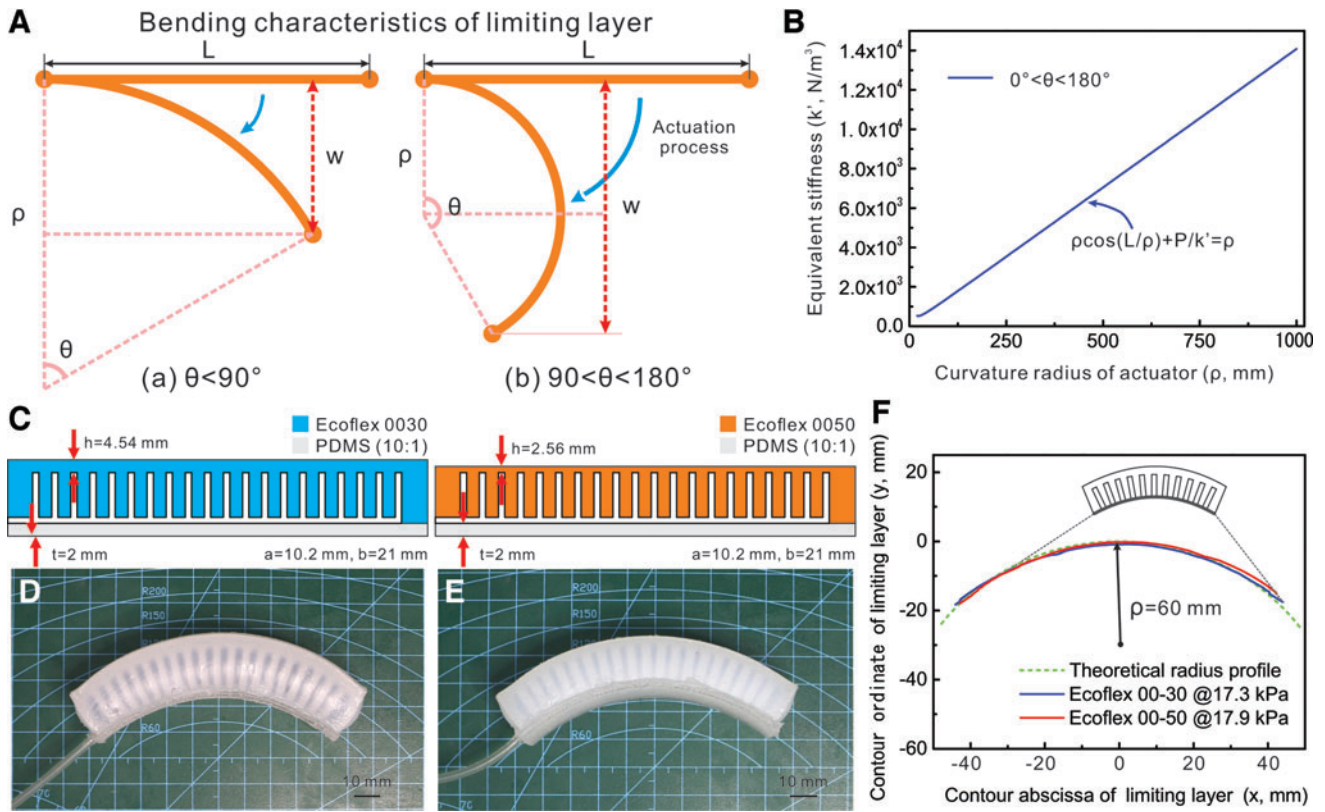 A
Bending characteristics of limiting layer
L
w
ρ
θ
(a) θ<90°
L
Actuation
process
ρ
θ
w
(b) 90<θ<180°
B
Equivalent stiffness (k', N/m³)
1.4x10⁴
1.2x10⁴
1.0x10⁴
8.0x10³
6.0x10³
4.0x10³
2.0x10³
0.0
0°<θ<180°
ρcos(L/ρ)+P/k'=ρ
0 250 500 750 1000
Curvature radius of actuator (ρ, mm)
C
Ecoflex 0030
PDMS (10:1)
h=4.54 mm
t=2 mm
a=10.2 mm, b=21 mm
Ecoflex 0050
PDMS (10:1)
h=2.56 mm
t=2 mm
a=10.2 mm, b=21 mm
D
R200
R150
R60
10 mm
E
R200
R150
R60
10 mm
F
Contour ordinate of limiting layer (y, mm)
20
0
-20
-40
-60
ρ=60 mm
Theoretical radius profile
Ecoflex 00-30 @17.3 kPa
Ecoflex 00-50 @17.9 kPa
-40 -20 0 20 40
Contour abscissa of limiting layer (x, mm)